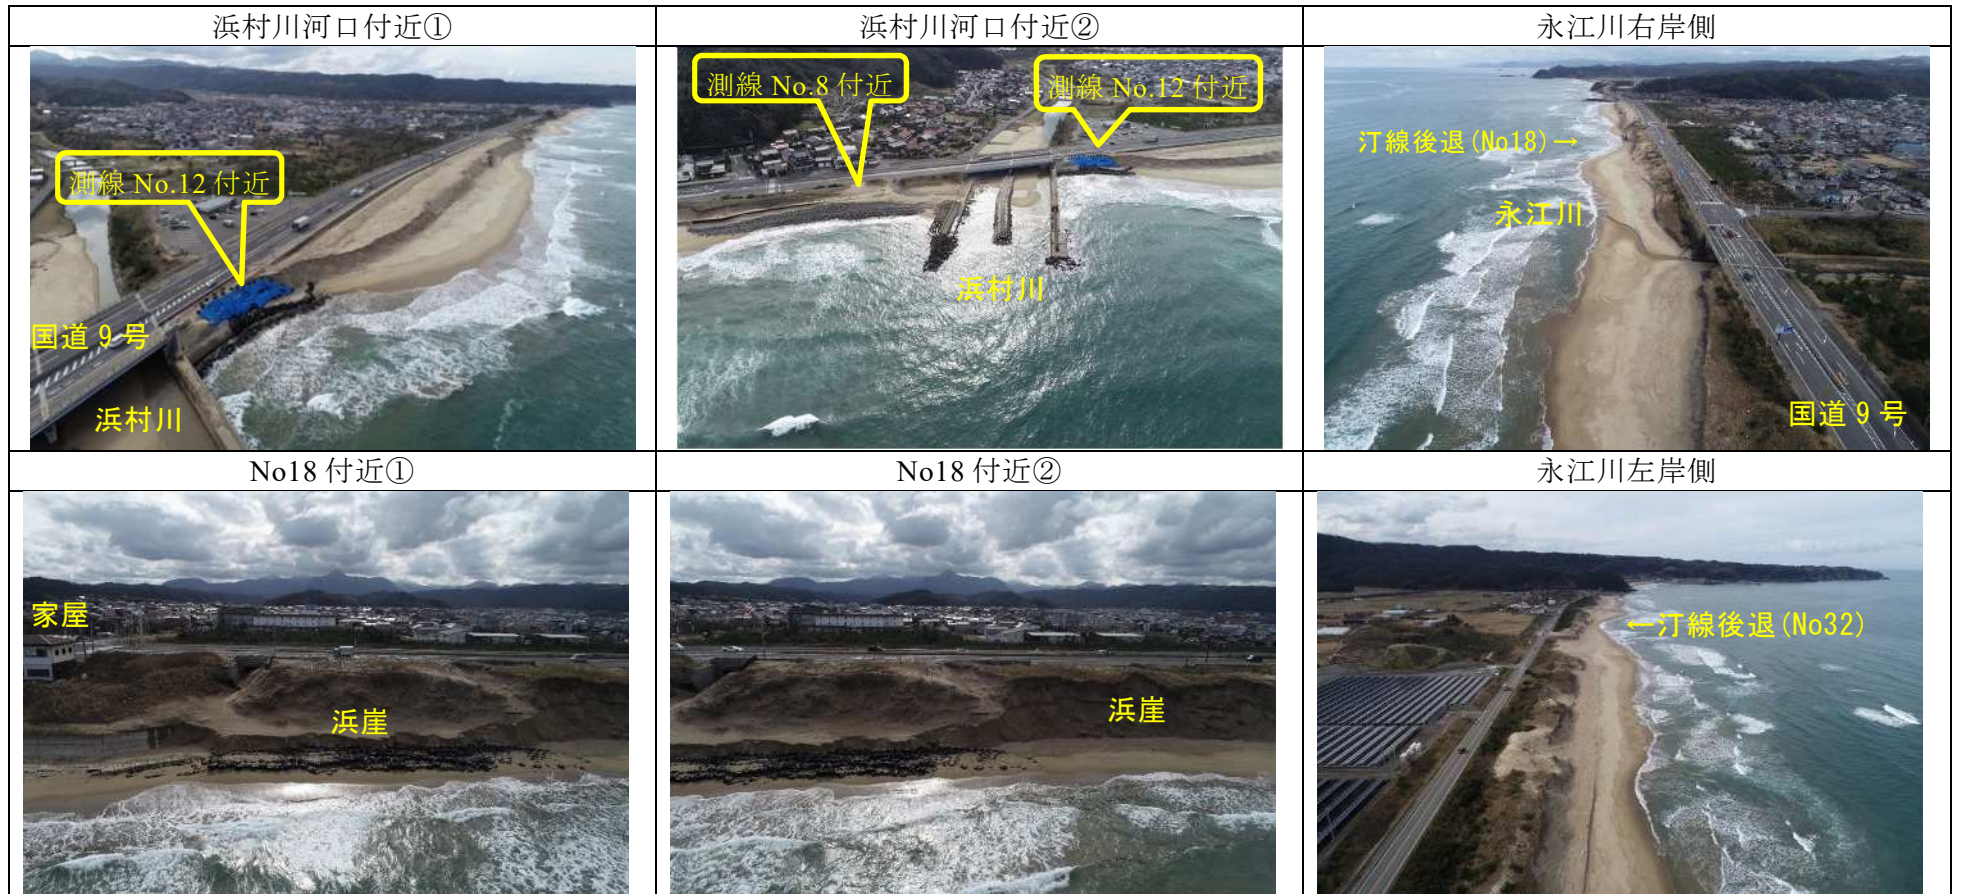 浜村川河口付近①
浜村川河口付近②
永江川右岸側
測線 No.12 付近
国道 9 号
浜村川
測線 No.8 付近
測線 No.12 付近
浜村川
汀線後退(No18)→
永江川
国道 9 号
No18 付近①
No18 付近②
永江川左岸側
家屋
浜崖
浜崖
←汀線後退(No32)